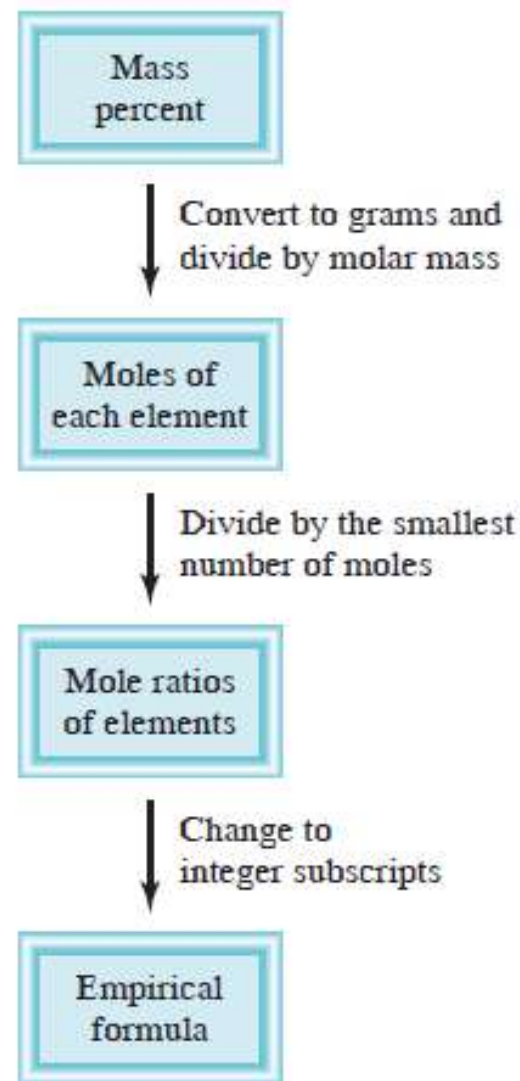 Mass
percent
Convert to grams and
divide by molar mass
Moles of
each element
Divide by the smallest
number of moles
Mole ratios
of elements
Change to
integer subscripts
Empirical
formula